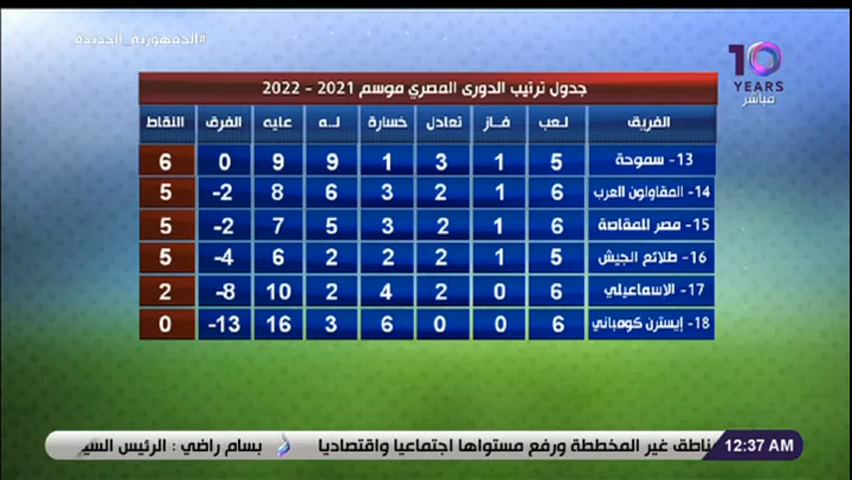 #الجمهورية_الجديدة
10 YEARS
مباشر
جدول ترتيب الدورى المصري موسم 2021 - 2022
الفريق لعب فاز تعادل خسارة لـه عليه الفرق النقاط
13- سموحة 5 1 3 1 9 9 0 6
14- المقاولون العرب 6 1 2 3 6 8 -2 5
15- مصر للمقاصة 6 1 2 3 5 7 -2 5
16- طلائع الجيش 5 1 2 2 2 6 -4 5
17- الاسماعيلي 6 0 2 4 2 10 -8 2
18- إيسترن كومباني 6 0 0 6 3 16 -13 0
12:37 AM
ناطق غير المخططة ورفع مستواها اجتماعيا واقتصاديا بسام راضي : الرئيس السي